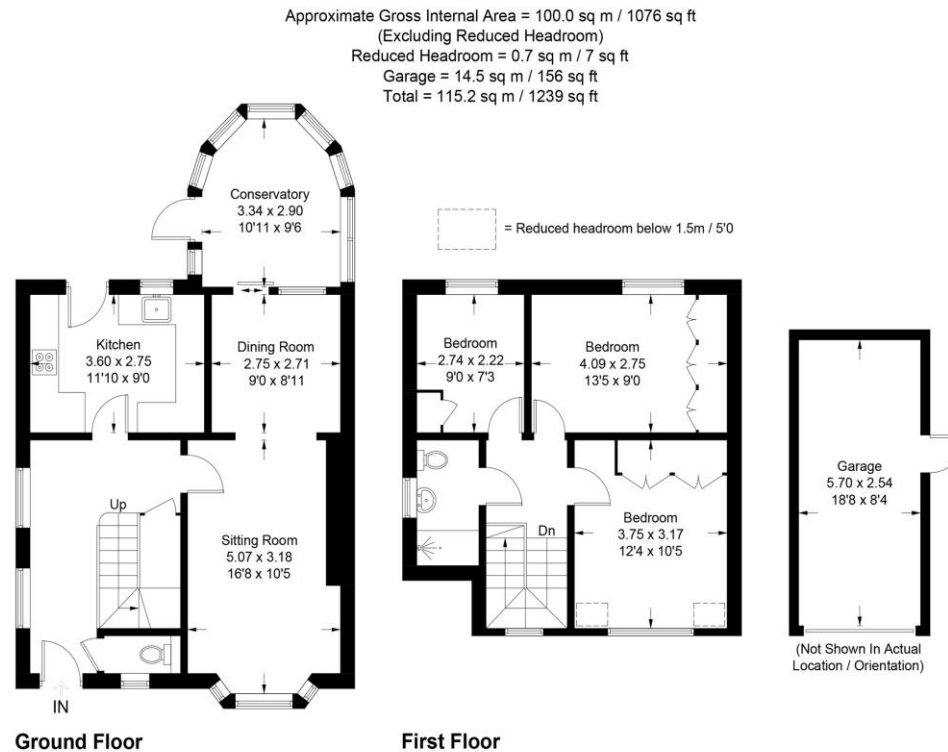 Approximate Gross Internal Area = 100.0 sq m / 1076 sq ft
(Excluding Reduced Headroom)
Reduced Headroom = 0.7 sq m / 7 sq ft
Garage = 14.5 sq m / 156 sq ft
Total = 115.2 sq m / 1239 sq ft
Conservatory
3.34 x 2.90
10'11 x 9'6
= Reduced headroom below 1.5m / 5'0
Kitchen
3.60 x 2.75
11'10 x 9'0
Dining Room
2.75 x 2.71
9'0 x 8'11
Up
Sitting Room
5.07 x 3.18
16'8 x 10'5
IN
Ground Floor
Bedroom
2.74 x 2.22
9'0 x 7'3
Bedroom
4.09 x 2.75
13'5 x 9'0
Dn
Bedroom
3.75 x 3.17
12'4 x 10'5
First Floor
Garage
5.70 x 2.54
18'8 x 8'4
(Not Shown In Actual
Location / Orientation)